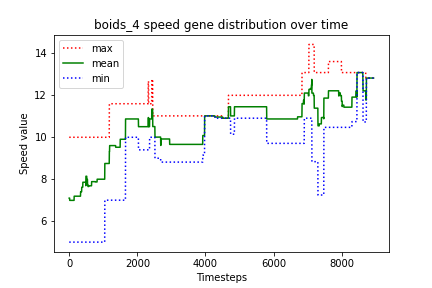 boids_4 speed gene distribution over time
max
mean
min
Speed value
14
12
10
8
6
0
2000
4000
6000
8000
Timesteps